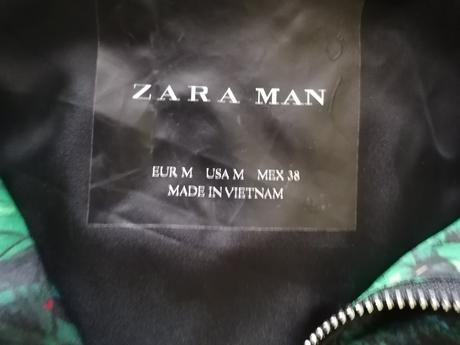 ZARA MAN
EUR M USA M MEX 38
MADE IN VIETNAM